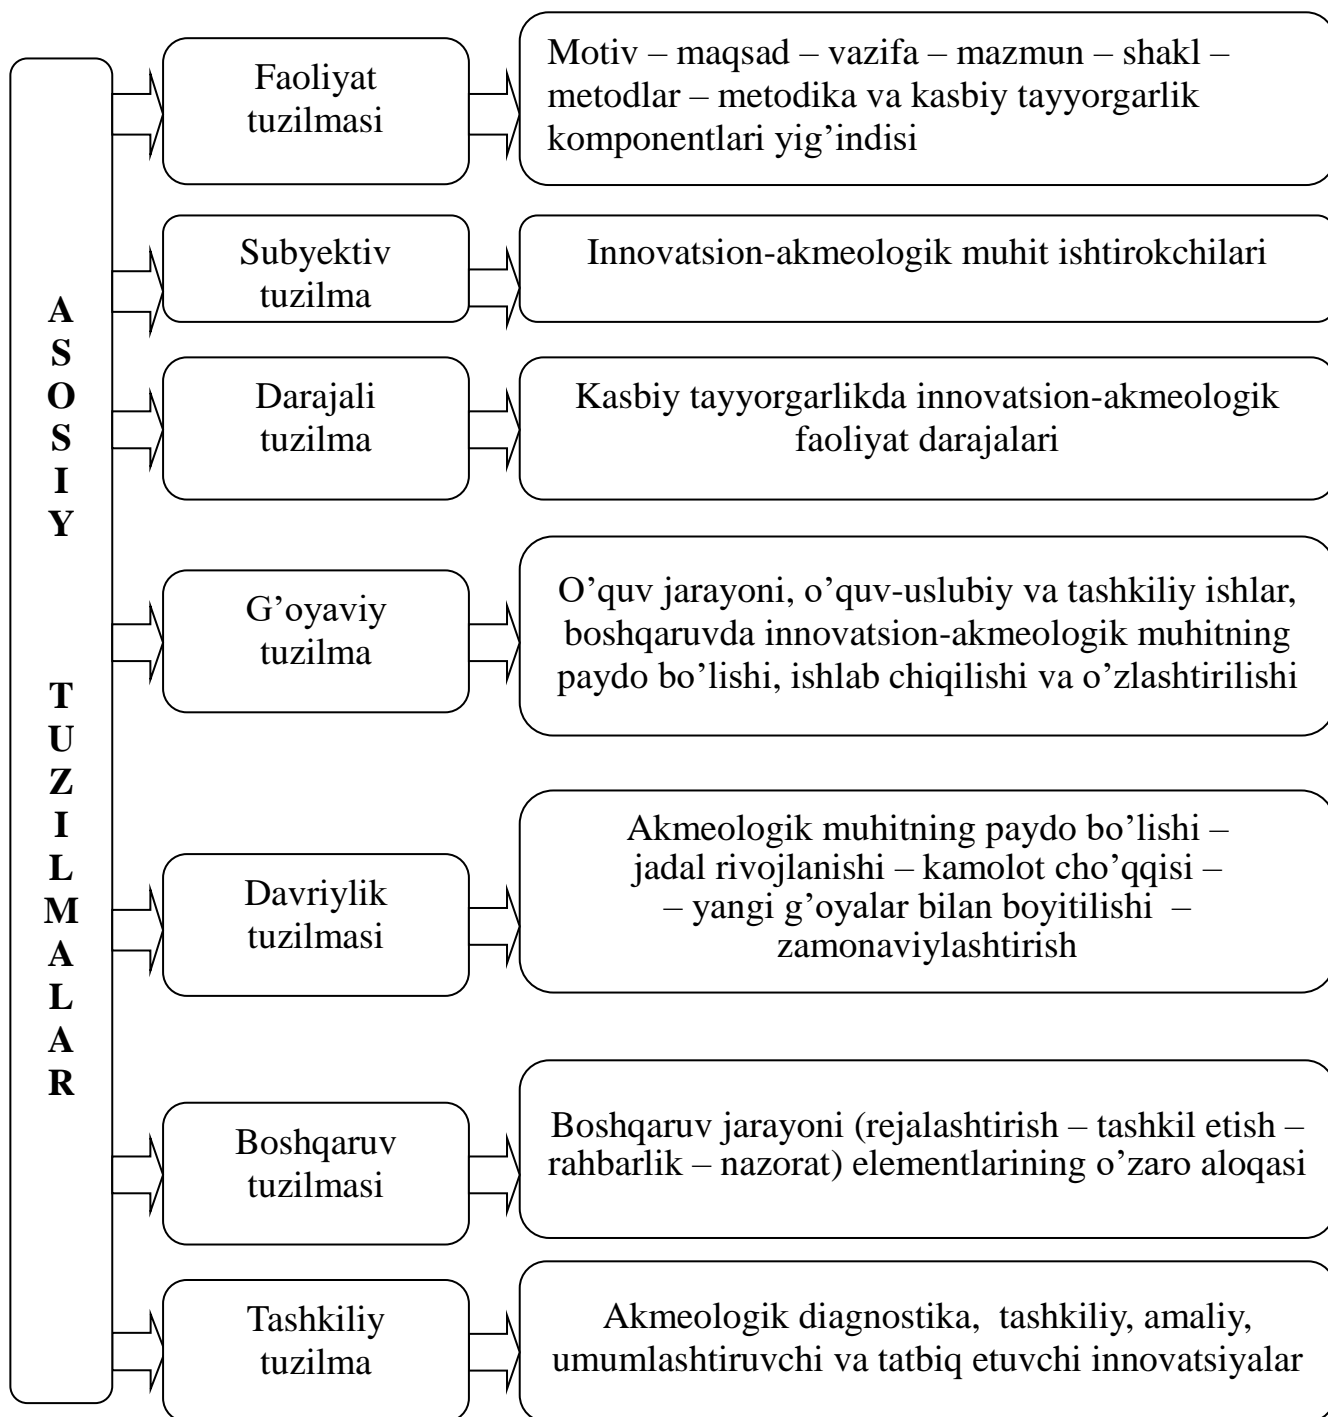 ASOSIY
TUZILMALAR
Faoliyat
tuzilmasi
Motiv – maqsad – vazifa – mazmun – shakl –
metodlar – metodika va kasbiy tayyorgarlik
komponentlari yig’indisi
Subyektiv
tuzilma
Innovatsion-akmeologik muhit ishtirokchilari
Darajali
tuzilma
Kasbiy tayyorgarlikda innovatsion-akmeologik
faoliyat darajalari
G’oyaviy
tuzilma
O’quv jarayoni, o’quv-uslubiy va tashkiliy ishlar,
boshqaruvda innovatsion-akmeologik muhitning
paydo bo’lishi, ishlab chiqilishi va o’zlashtirilishi
Davriylik
tuzilmasi
Akmeologik muhitning paydo bo’lishi –
jadal rivojlanishi – kamolot cho’qqisi –
– yangi g’oyalar bilan boyitilishi –
zamonaviylashtirish
Boshqaruv
tuzilmasi
Boshqaruv jarayoni (rejalashtirish – tashkil etish –
rahbarlik – nazorat) elementlarining o’zaro aloqasi
Tashkiliy
tuzilma
Akmeologik diagnostika, tashkiliy, amaliy,
umumlashtiruvchi va tatbiq etuvchi innovatsiyalar